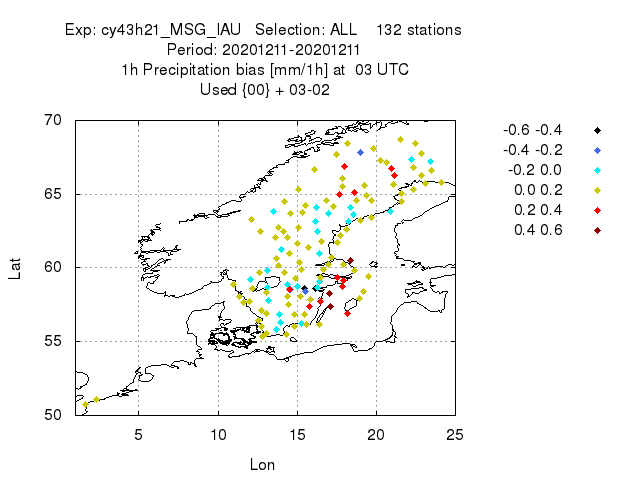 Exp: cy43h21_MSG_IAU   Selection: ALL    132 stations
Period: 20201211-20201211
1h Precipitation bias [mm/1h] at  03 UTC
Used {00} + 03-02
-0.6 -0.4
-0.4 -0.2
-0.2 0.0
0.0 0.2
0.2 0.4
0.4 0.6
70
65
60
55
50
Lat
5 10 15 20 25
Lon